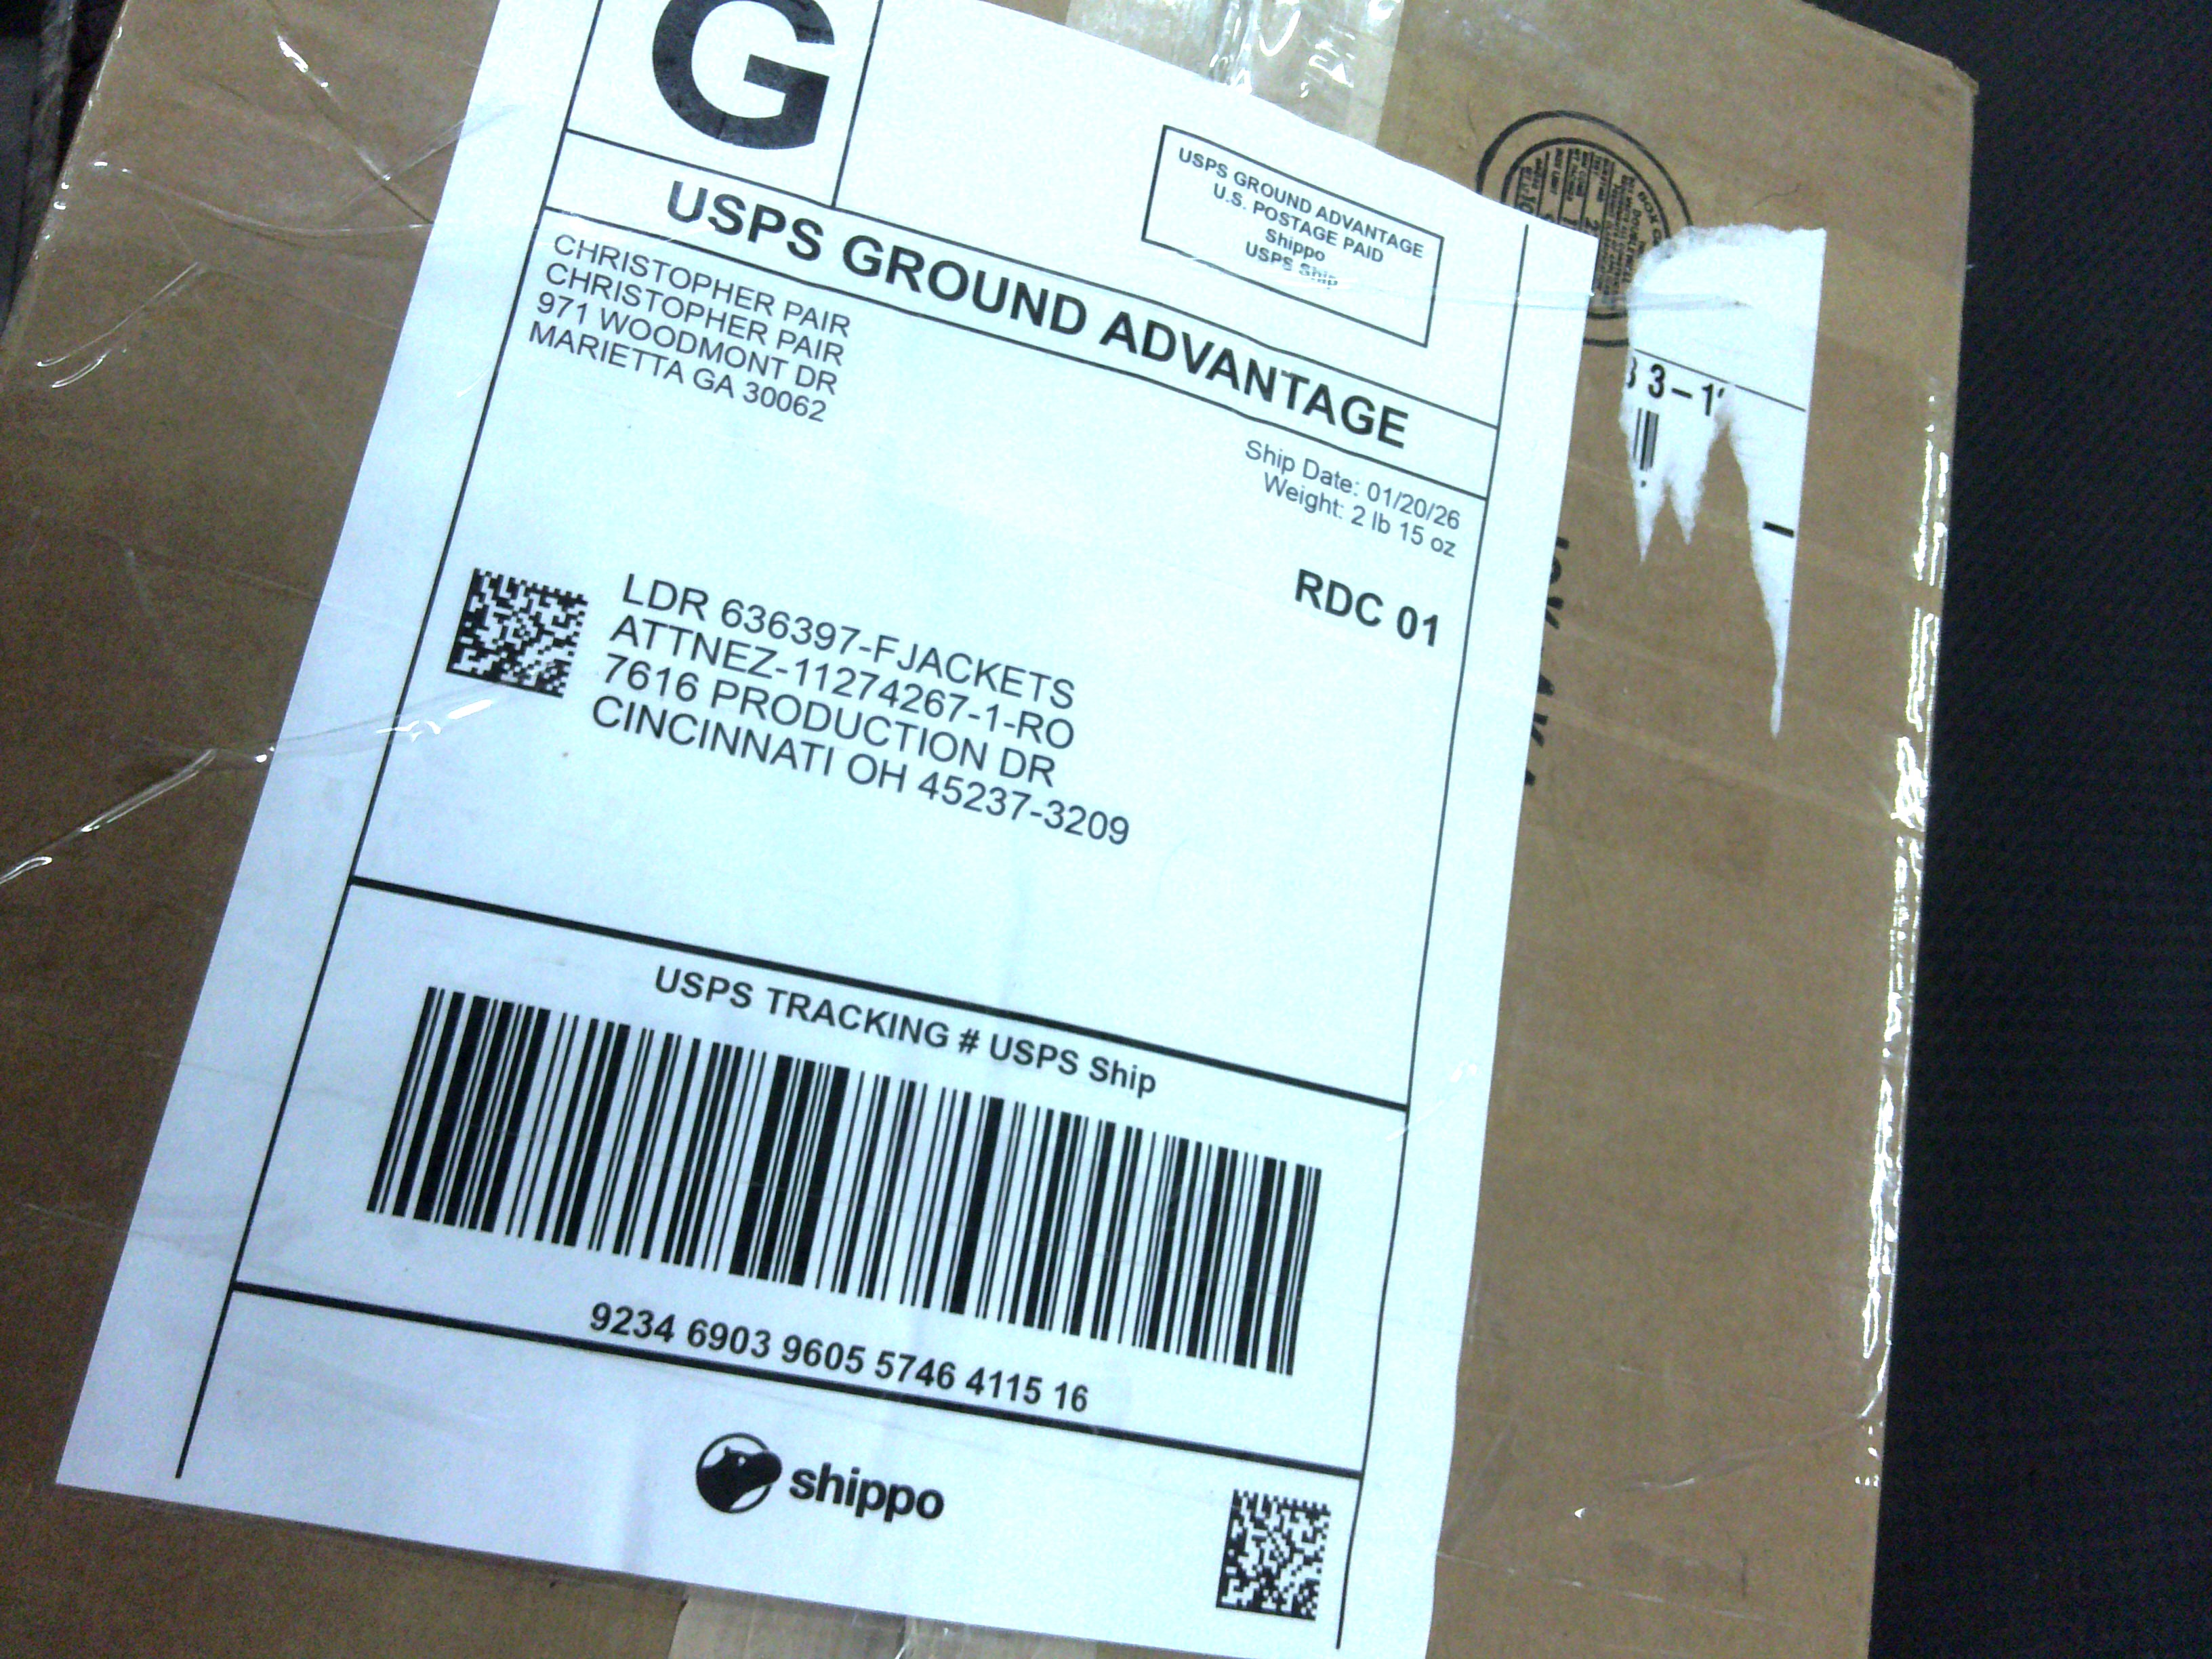 G
USPS GROUND ADVANTAGE
U.S. POSTAGE PAID
Shippo
USPS Ship
USPS GROUND ADVANTAGE
CHRISTOPHER PAIR
CHRISTOPHER PAIR
971 WOODMONT DR
MARIETTA GA 30062
Ship Date: 01/20/26
Weight: 2 lb 15 oz
RDC 01
LDR 636397-FJACKETS
ATTNEZ-11274267-1-RO
7616 PRODUCTION DR
CINCINNATI OH 45237-3209
USPS TRACKING # USPS Ship
9234 6903 9605 5746 4115 16
shippo
3-1